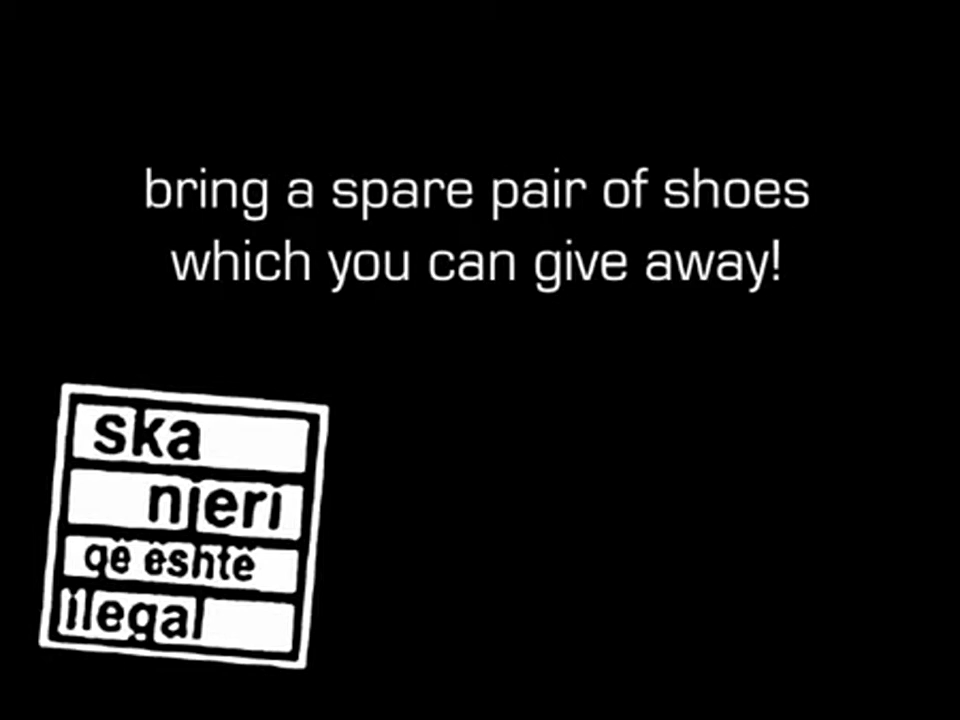 bring a spare pair of shoes
which you can give away!
ska
njeri
që është
ilegal